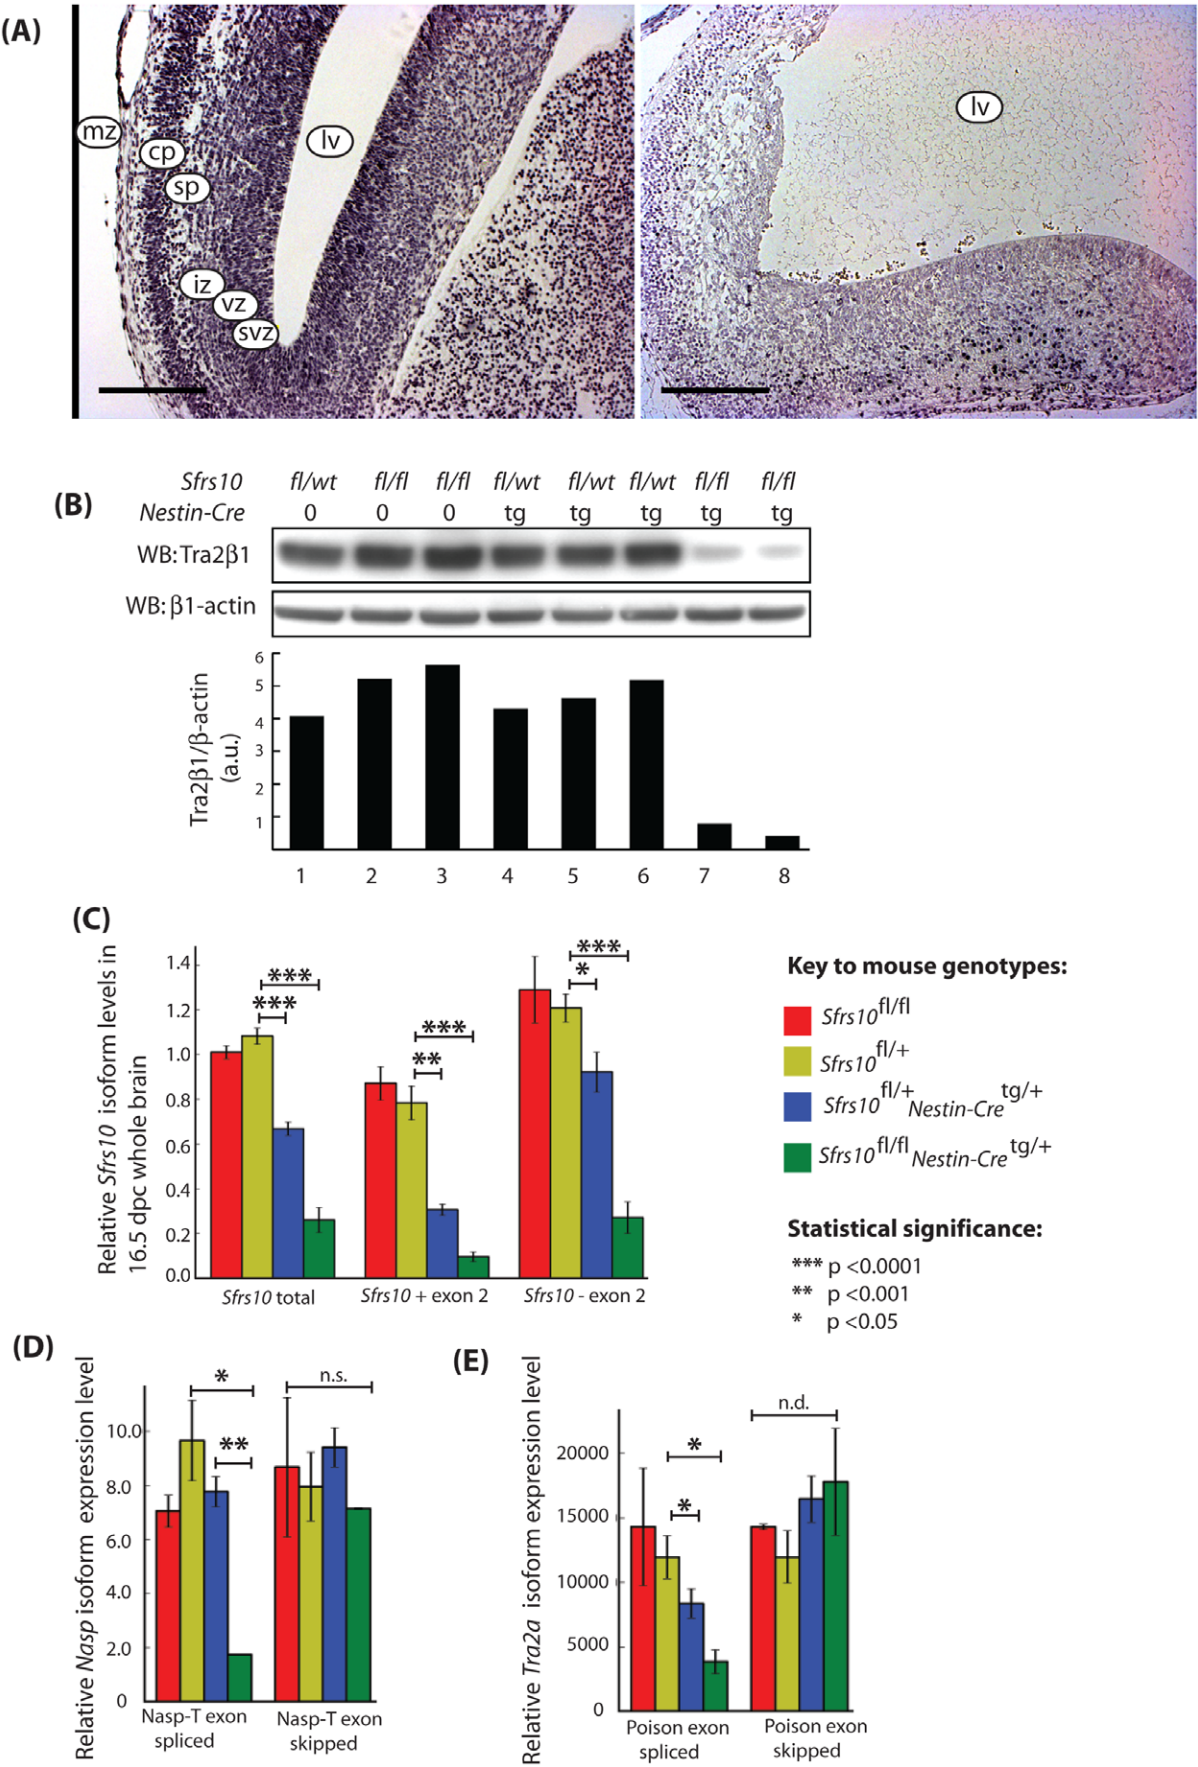 (A)
mz
cp
sp
iz
vz
svz
lv
lv
(B)
Sfrs10 fl/wt fl/fl fl/fl fl/wt fl/wt fl/wt fl/fl fl/fl
Nestin-Cre 0 0 0 tg tg tg tg tg
WB:Tra2β1
WB: β1-actin
Tra2β1/β-actin
(a.u.)
6
5
4
3
2
1
1 2 3 4 5 6 7 8
(C)
Relative Sfrs10 isoform levels in
16.5 dpc whole brain
1.4
1.2
1.0
0.8
0.6
0.4
0.2
0.0
*** ***
*** **
*** *
Sfrs10 total Sfrs10 + exon 2 Sfrs10 - exon 2
Key to mouse genotypes:
Sfrs10fl/fl
Sfrs10fl/+
Sfrs10fl/+Nestin-Cretg/+
Sfrs10fl/flNestin-Cretg/+
Statistical significance:
*** p <0.0001
** p <0.001
* p <0.05
(D)
Relative Nasp isoform expression level
10.0
8.0
6.0
4.0
2.0
0
* n.s.
**
Nasp-T exon Nasp-T exon
spliced skipped
(E)
Relative Tra2a isoform expression level
20000
15000
10000
5000
0
* n.d.
*
Poison exon Poison exon
spliced skipped